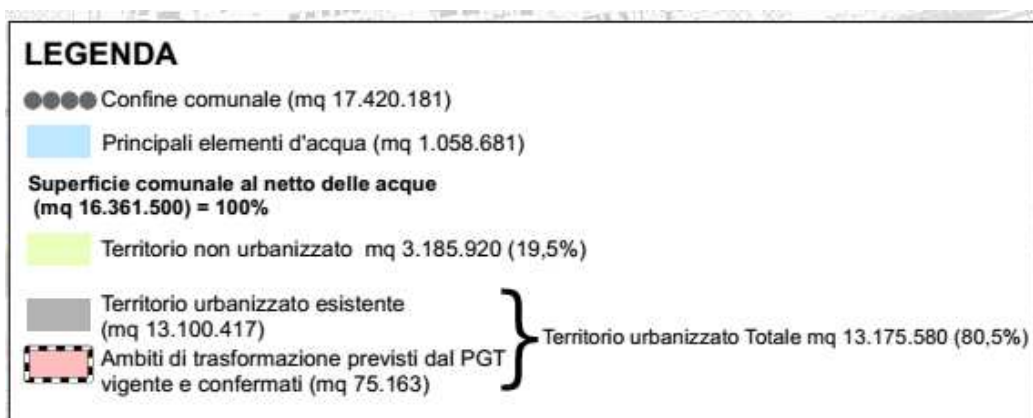 LEGENDA
Confine comunale (mq 17.420.181)
Principali elementi d'acqua (mq 1.058.681)
Superficie comunale al netto delle acque
(mq 16.361.500) = 100%
Territorio non urbanizzato mq 3.185.920 (19,5%)
Territorio urbanizzato esistente
(mq 13.100.417)
Ambiti di trasformazione previsti dal PGT
vigente e confermati (mq 75.163)
Territorio urbanizzato Totale mq 13.175.580 (80,5%)